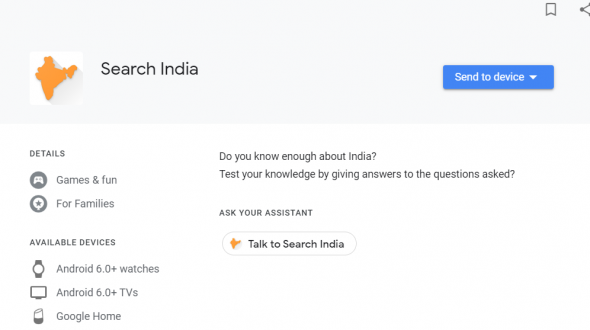 Search India
Send to device
DETAILS
Games & fun
For Families
AVAILABLE DEVICES
Android 6.0+ watches
Android 6.0+ TVs
Google Home
Do you know enough about India?
Test your knowledge by giving answers to the questions asked?
ASK YOUR ASSISTANT
Talk to Search India